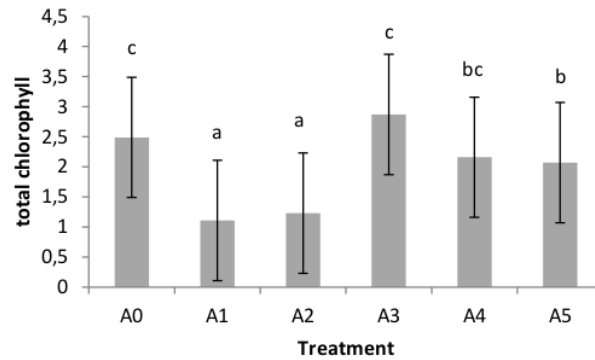 4,5
4
3,5
3
2,5
2
1,5
1
0,5
0
total chlorophyll
c
a
a
c
bc
b
A0 A1 A2 A3 A4 A5
Treatment